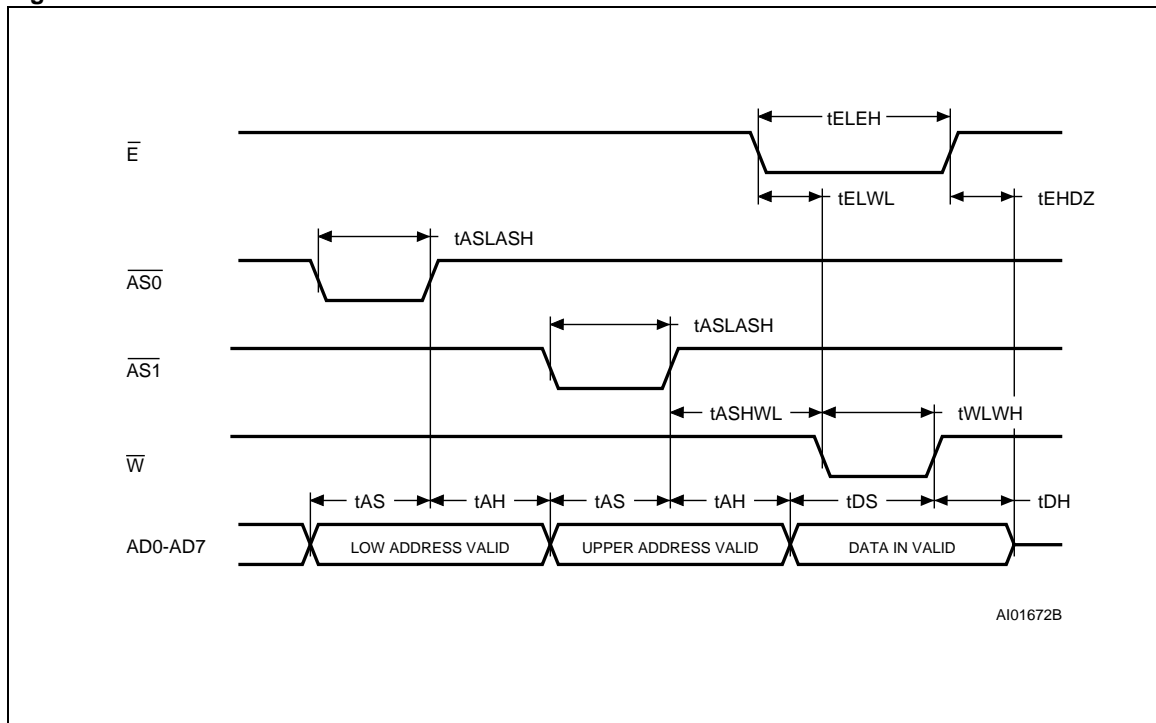 tELEH
E
tELWL
tEHDZ
tASLASH
AS0
tASLASH
AS1
tASHWL
tWLWH
W
tAS
tAH
tAS
tAH
tDS
tDH
AD0-AD7
LOW ADDRESS VALID
UPPER ADDRESS VALID
DATA IN VALID
AI01672B